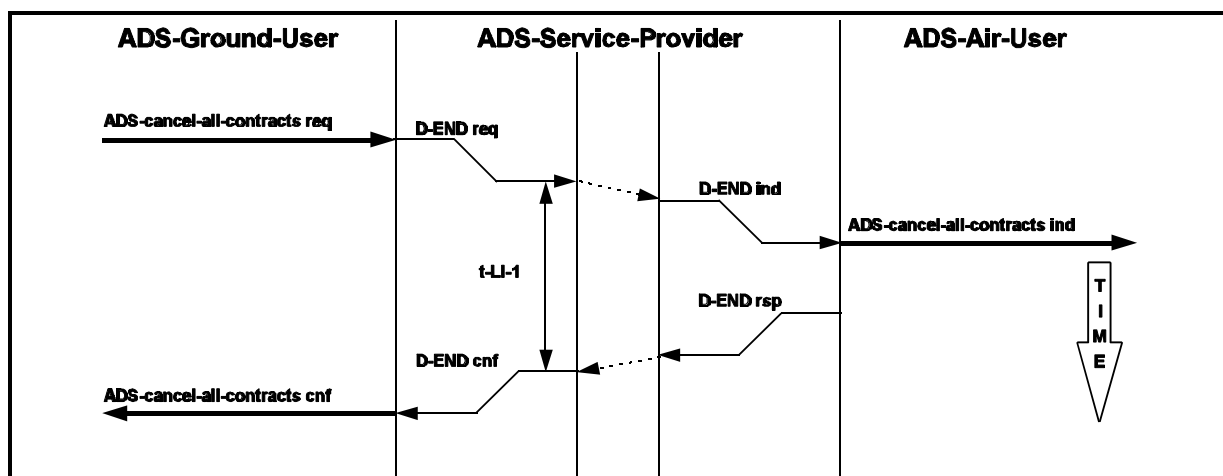 ADS-Ground-User
ADS-Service-Provider
ADS-Air-User
ADS-cancel-all-contracts req
D-END req
D-END ind
ADS-cancel-all-contracts ind
t-LI-1
D-END rsp
D-END cnf
ADS-cancel-all-contracts cnf
T
I
M
E